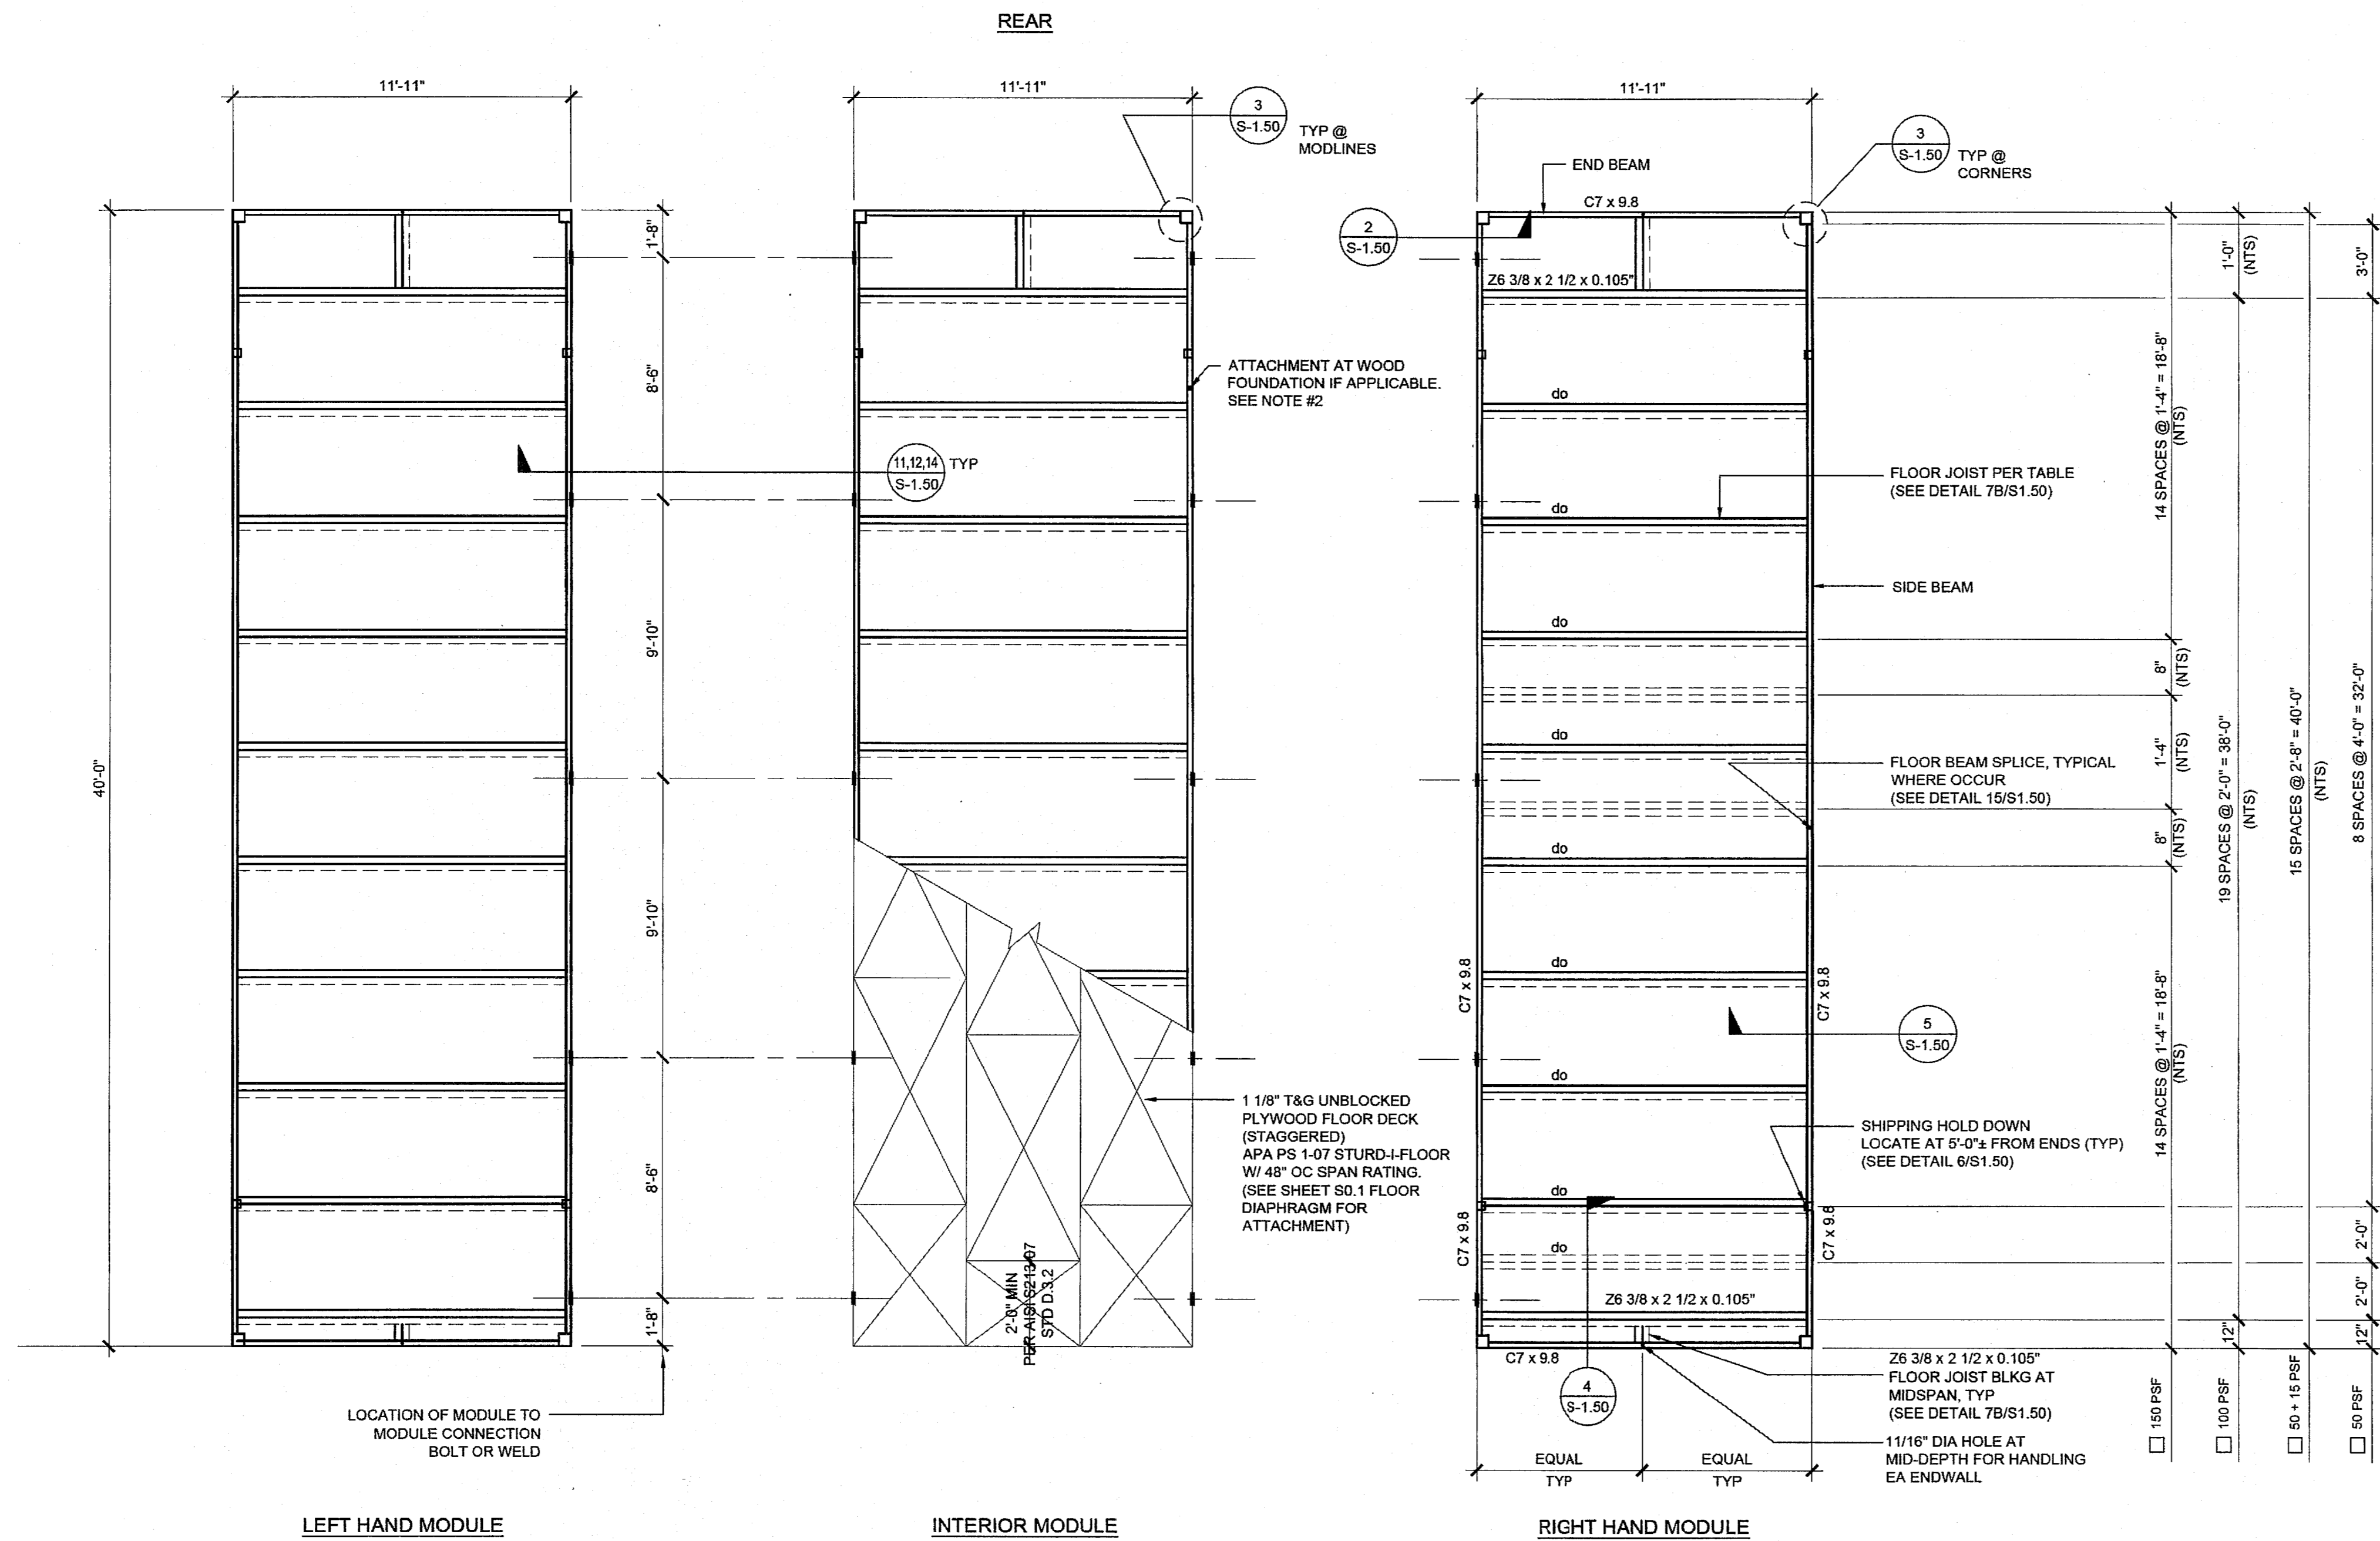 REAR
11'-11"
11'-11"
11'-11"
3
S-1.50
TYP @
MODLINES
3
S-1.50
TYP @
CORNERS
END BEAM
C7 x 9.8
2
S-1.50
Z6 3/8 x 2 1/2 x 0.105"
40'-0"
1'-8"
8'-6"
9'-10"
9'-10"
8'-6"
1'-8"
ATTACHMENT AT WOOD
FOUNDATION IF APPLICABLE.
SEE NOTE #2
11,12,14
S-1.50
TYP
do
do
do
do
do
do
do
do
do
FLOOR JOIST PER TABLE
(SEE DETAIL 7B/S1.50)
SIDE BEAM
FLOOR BEAM SPLICE, TYPICAL
WHERE OCCUR
(SEE DETAIL 15/S1.50)
C7 x 9.8
C7 x 9.8
5
S-1.50
1 1/8" T&G UNBLOCKED
PLYWOOD FLOOR DECK
(STAGGERED)
APA PS 1-07 STURD-I-FLOOR
W/ 48" OC SPAN RATING.
(SEE SHEET S0.1 FLOOR
DIAPHRAGM FOR
ATTACHMENT)
2'-0" MIN
PER AISI S213-07
STD D.3.2
SHIPPING HOLD DOWN
LOCATE AT 5'-0"± FROM ENDS (TYP)
(SEE DETAIL 6/S1.50)
C7 x 9.8
C7 x 9.8
Z6 3/8 x 2 1/2 x 0.105"
C7 x 9.8
4
S-1.50
Z6 3/8 x 2 1/2 x 0.105"
FLOOR JOIST BLKG AT
MIDSPAN, TYP
(SEE DETAIL 7B/S1.50)
11/16" DIA HOLE AT
MID-DEPTH FOR HANDLING
EA ENDWALL
EQUAL
TYP
EQUAL
TYP
14 SPACES @ 1'-4" = 18'-8"
(NTS)
8"
(NTS)
1'-4"
(NTS)
8"
(NTS)
14 SPACES @ 1'-4" = 18'-8"
(NTS)
150 PSF
1'-0"
(NTS)
19 SPACES @ 2'-0" = 38'-0"
(NTS)
12"
100 PSF
15 SPACES @ 2'-8" = 40'-0"
(NTS)
50 + 15 PSF
3'-0"
8 SPACES @ 4'-0" = 32'-0"
2'-0"
2'-0"
12"
50 PSF
LOCATION OF MODULE TO
MODULE CONNECTION
BOLT OR WELD
LEFT HAND MODULE
INTERIOR MODULE
RIGHT HAND MODULE